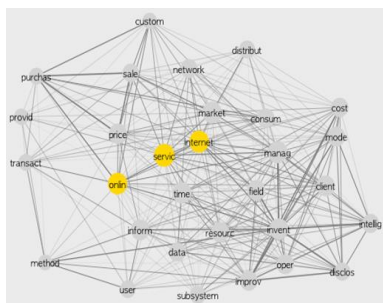 custom
distribut
network
sale
purchas
cost
market
provid
consum.
mode
price
internet
servic
manag
transact
onlin
field
client
time
intellig
inform
resourc
invent
data
method
oper
disclos
improv
user
subsystem